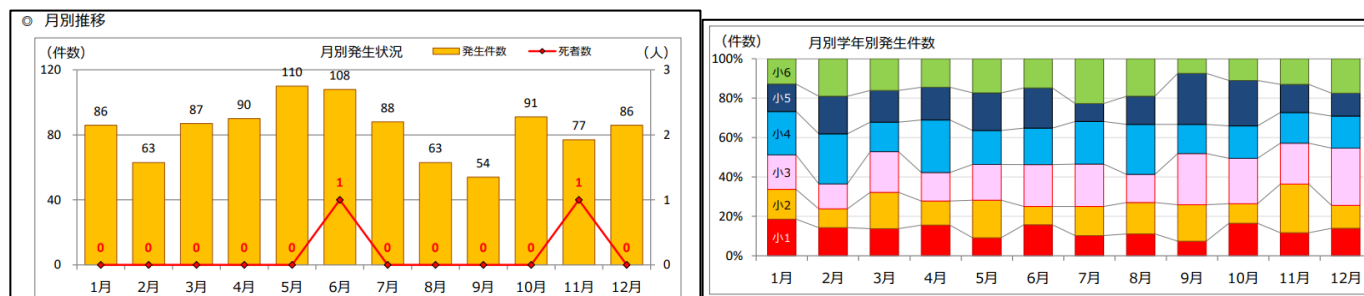 ◎ 月別推移
(件数) 月別発生状況 発生件数 死者数 (人)
120 3
80 2
40 1
0 0
86 63 87 90 110 108 88 63 54 91 77 86
0 0 0 0 0 1 0 0 0 0 1 0
1月 2月 3月 4月 5月 6月 7月 8月 9月 10月 11月 12月
(件数) 月別学年別発生件数
100%
80%
60%
40%
20%
0%
小6
小5
小4
小3
小2
小1
1月 2月 3月 4月 5月 6月 7月 8月 9月 10月 11月 12月